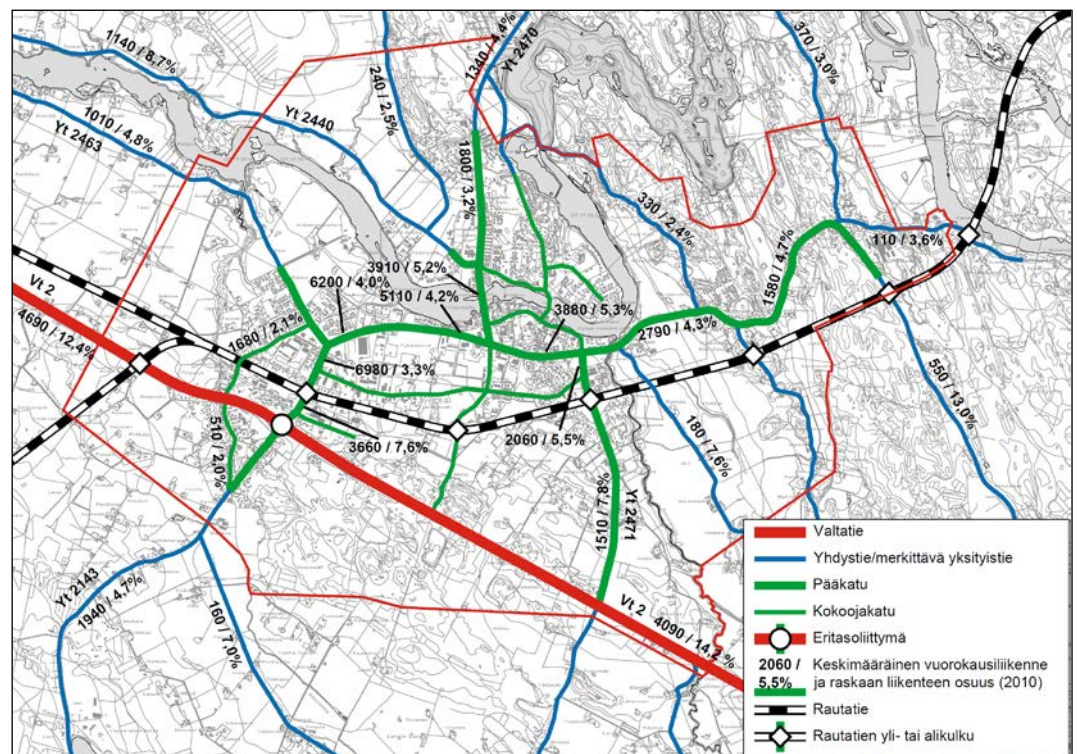 1140 / 8,7%
240 / 2,5%
1340 / 4,4%
Yt 2470
370 / 3,0%
1010 / 4,8%
Yt 2463
Yt 2440
1800 / 3,2%
330 / 2,4%
110 / 3,6%
1580 / 4,7%
3910 / 5,2%
6200 / 4,0%
5110 / 4,2%
3880 / 5,3%
2790 / 4,3%
Vt 2
4690 / 12,4%
1680 / 2,1%
6980 / 3,3%
550 / 13,0%
510 / 2,0%
3660 / 7,6%
2060 / 5,5%
180 / 7,6%
1510 / 7,8%
Yt 2471
Yt 2143
1940 / 4,7%
160 / 7,0%
Vt 2
4090 / 14,2 %
Valtatie
Yhdystie/merkittävä yksityistie
Pääkatu
Kokoojakatu
Eritasoliittymä
2060 / Keskimääräinen vuorokausiliikenne
5,5% ja raskaan liikenteen osuus (2010)
Rautatie
Rautatien yli- tai alikulku